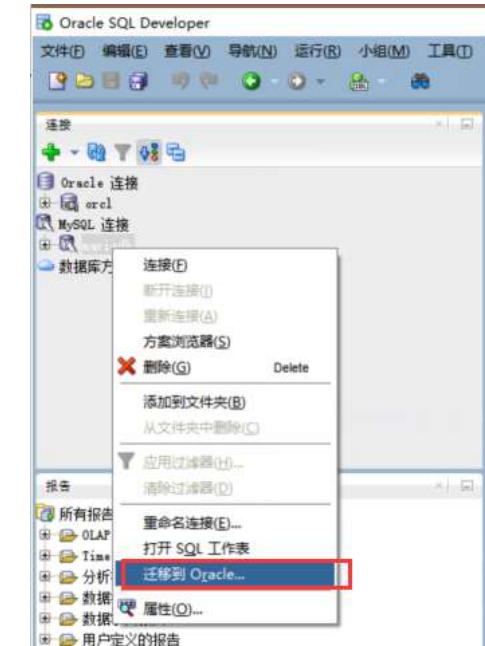 Oracle SQL Developer
文件(F) 编辑(E) 查看(V) 导航(N) 运行(R) 小组(M) 工具(T)
连接
Oracle 连接
orcl
MySQL 连接
数据库方
连接(E)
断开连接(I)
重新连接(A)
方案浏览器(S)
删除(G) Delete
添加到文件夹(B)
从文件夹中删除(C)
应用过滤器(H)...
清除过滤器(D)
重命名连接(E)...
打开 SQL 工作表
迁移到 Oracle...
属性(O)...
报告
所有报告
OLAP
Time
分析
数据
数据
用户定义的报告